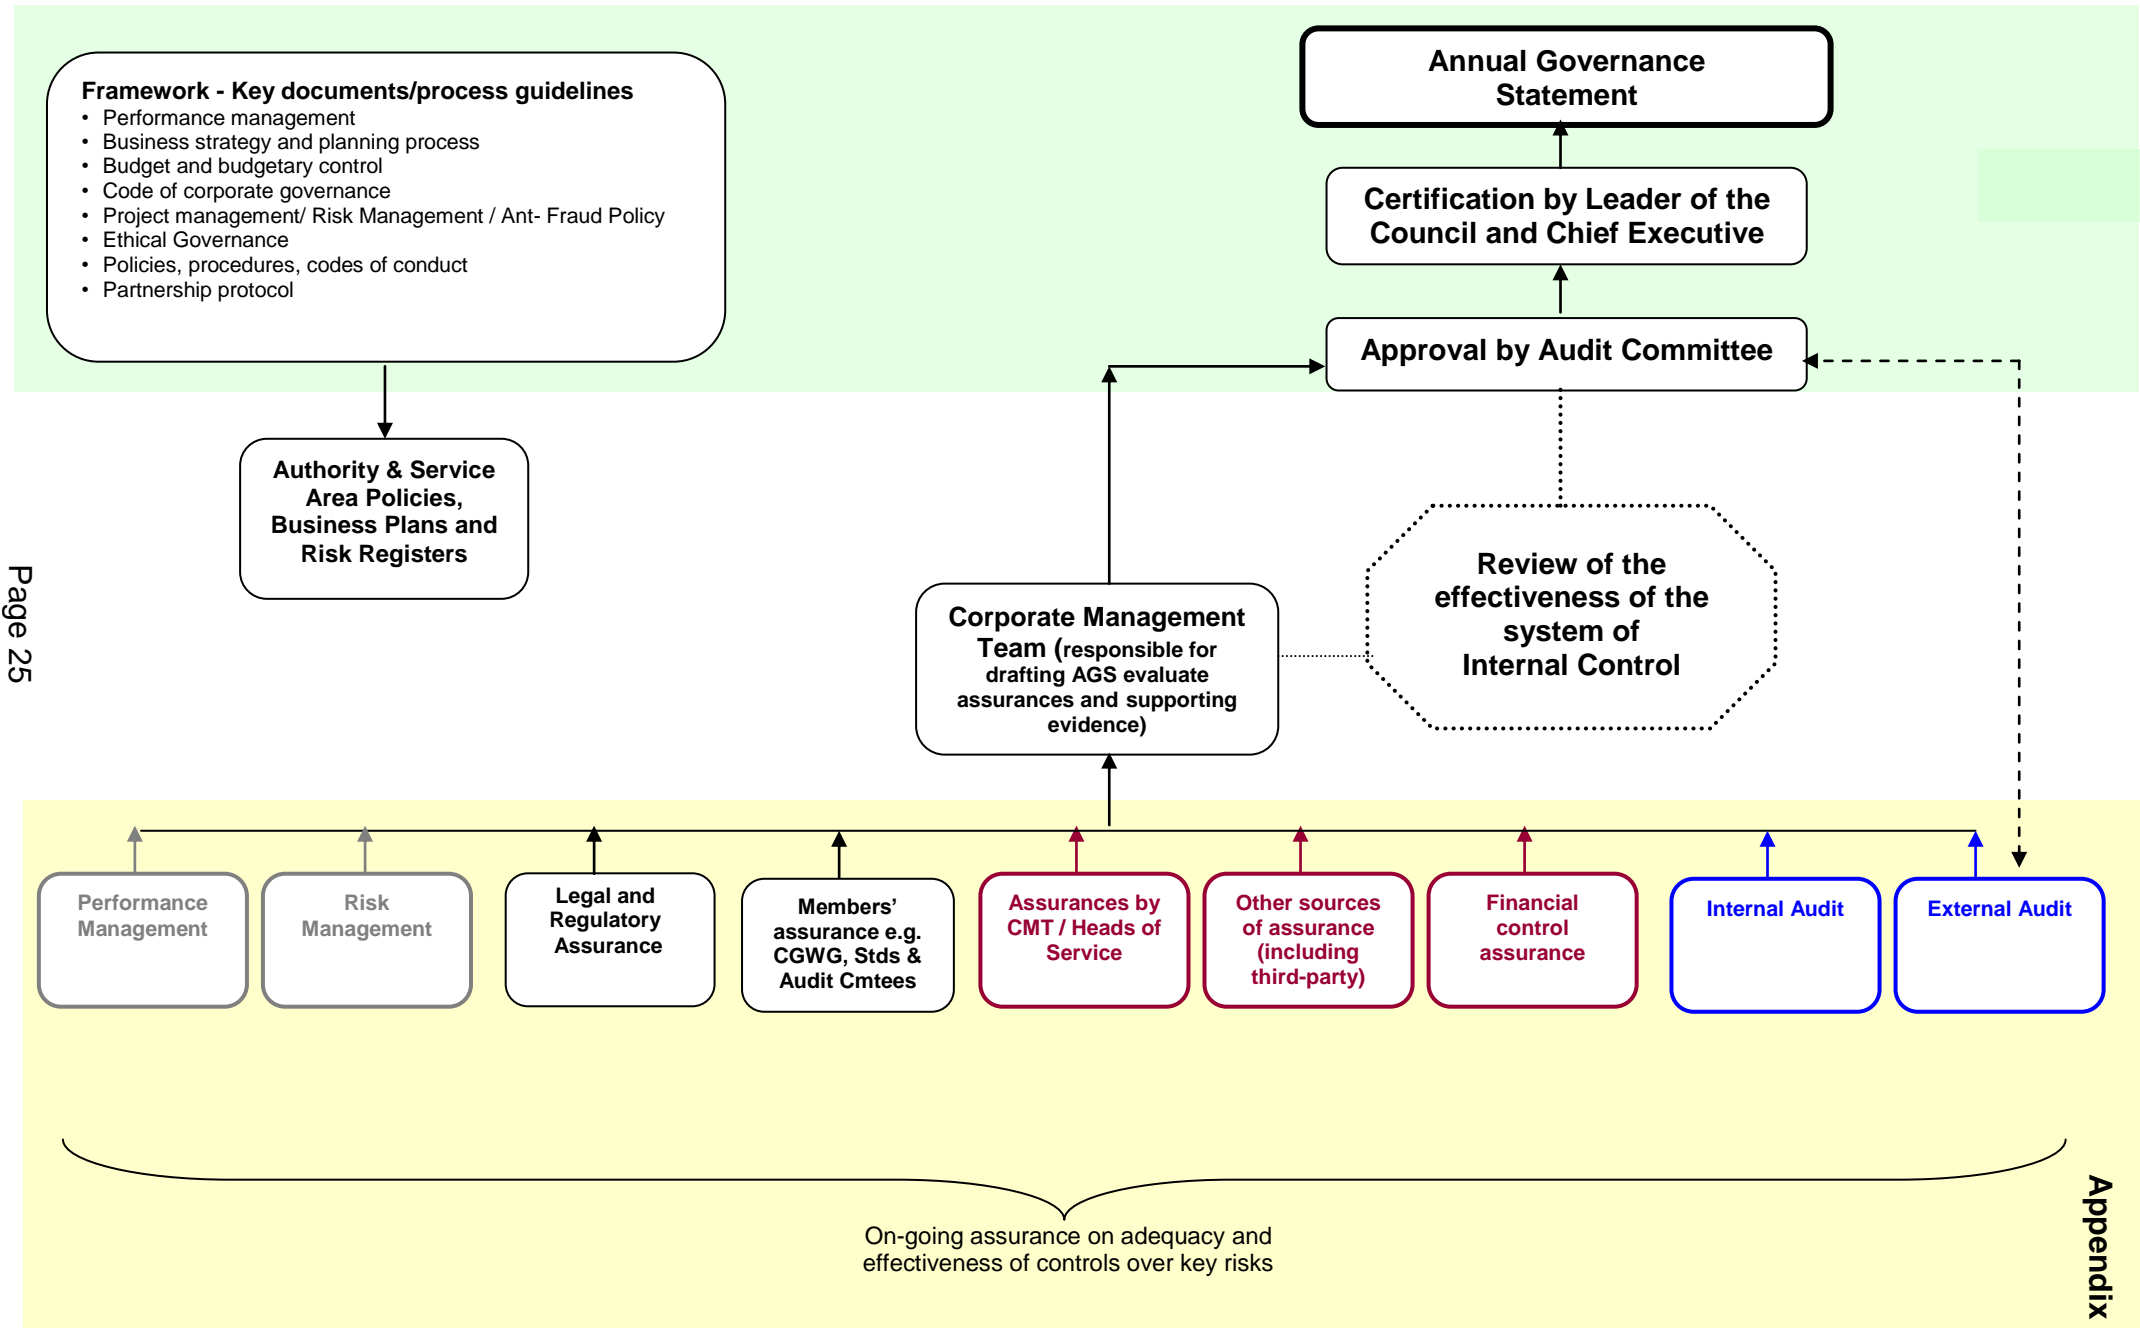 Framework - Key documents/process guidelines
• Performance management
• Business strategy and planning process
• Budget and budgetary control
• Code of corporate governance
• Project management/ Risk Management / Ant- Fraud Policy
• Ethical Governance
• Policies, procedures, codes of conduct
• Partnership protocol
Annual Governance
Statement
Certification by Leader of the
Council and Chief Executive
Approval by Audit Committee
Authority & Service
Area Policies,
Business Plans and
Risk Registers
Corporate Management
Team (responsible for
drafting AGS evaluate
assurances and supporting
evidence)
Review of the
effectiveness of the
system of
Internal Control
Page 25
Performance
Management
Risk
Management
Legal and
Regulatory
Assurance
Members’
assurance e.g.
CGWG, Stds &
Audit Cmtees
Assurances by
CMT / Heads of
Service
Other sources
of assurance
(including
third-party)
Financial
control
assurance
Internal Audit
External Audit
On-going assurance on adequacy and
effectiveness of controls over key risks
Appendix